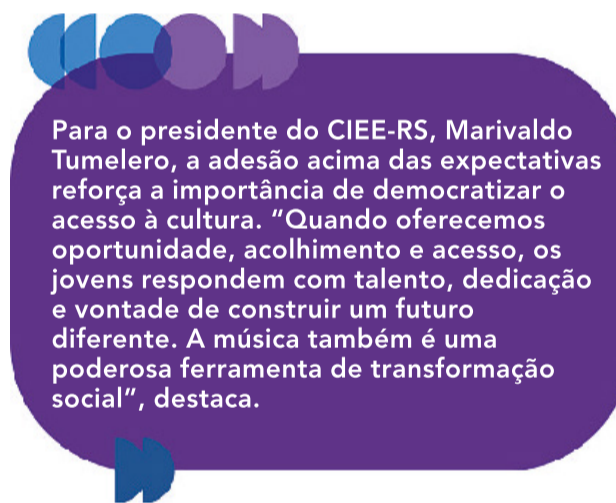 Para o presidente do CIEE-RS, Marivaldo
Tumelero, a adesão acima das expectativas
reforça a importância de democratizar o
acesso à cultura. “Quando oferecemos
oportunidade, acolhimento e acesso, os
jovens respondem com talento, dedicação
e vontade de construir um futuro
diferente. A música também é uma
poderosa ferramenta de transformação
social”, destaca.